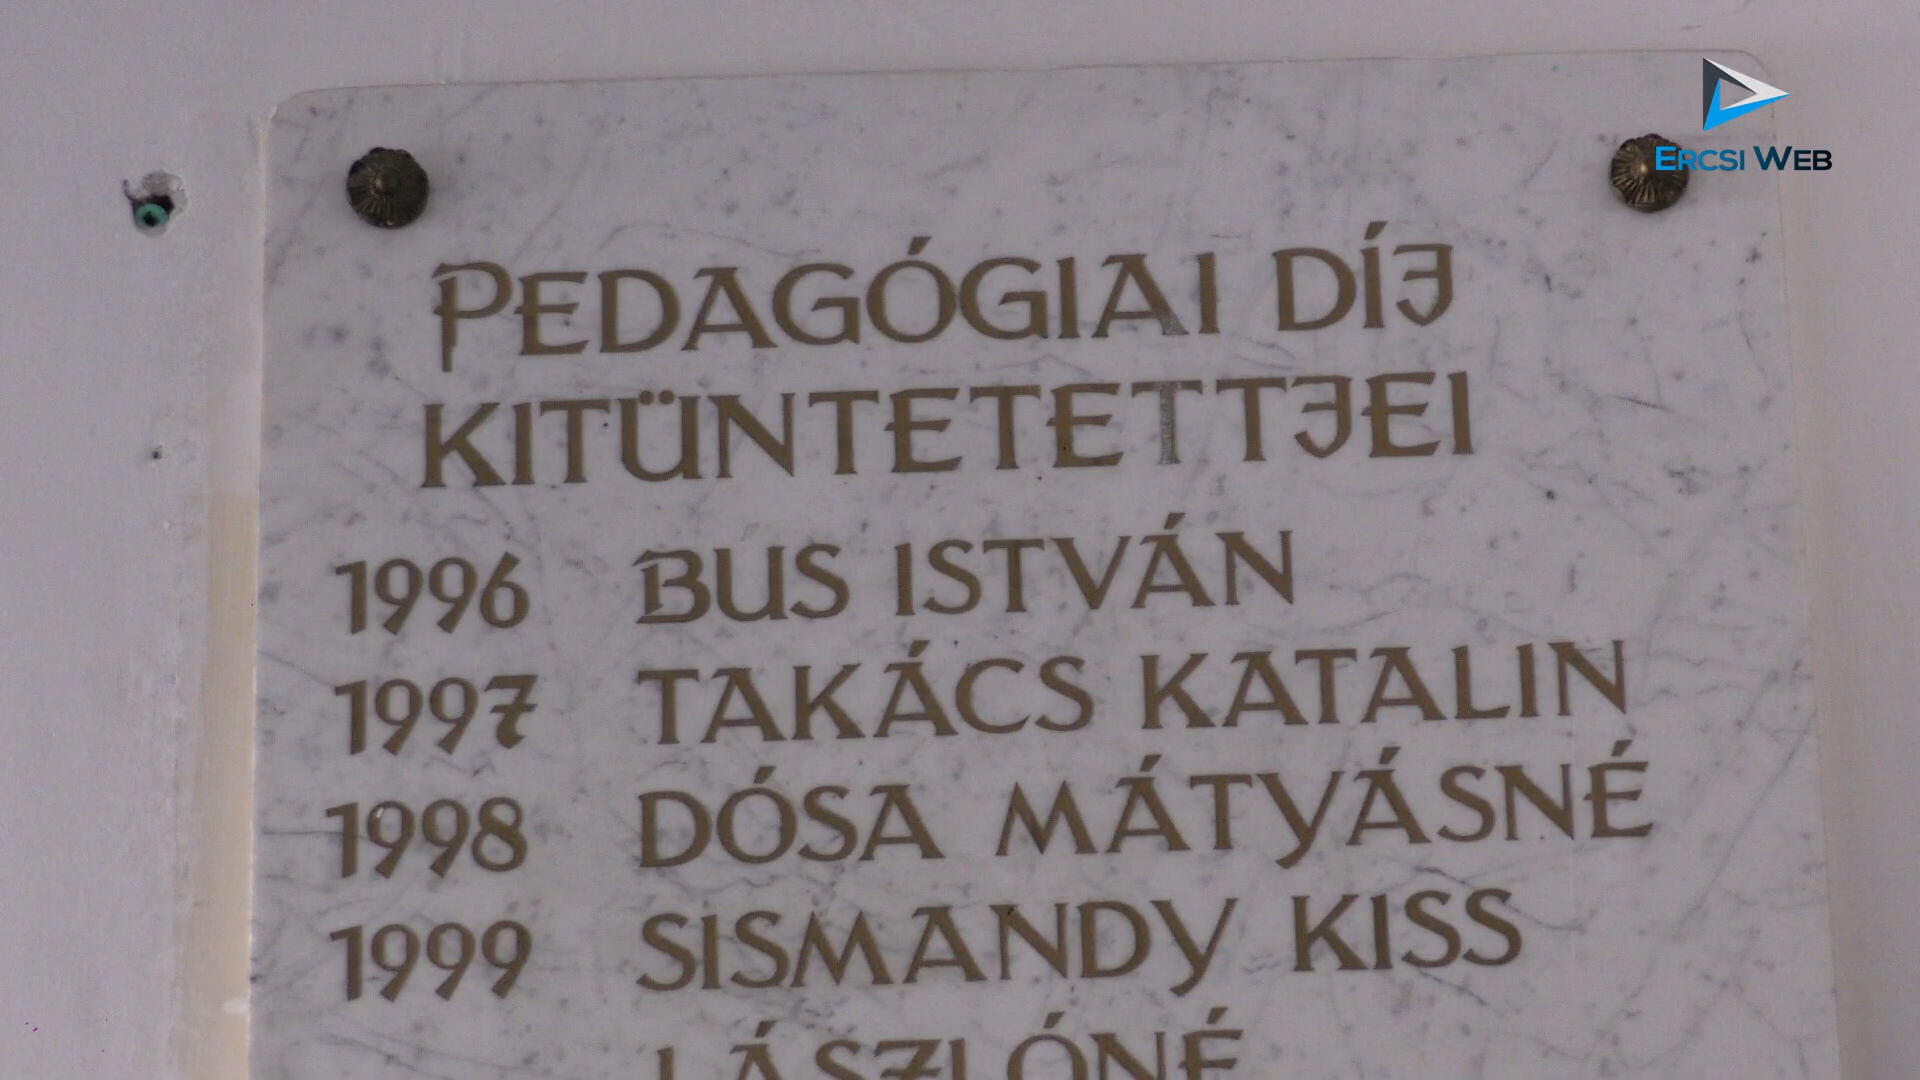 ERCSI WEB
PEDAGÓGIAI DÍJ
KITÜNTETETTJEI
1996 BUS ISTVÁN
1997 TAKÁCS KATALIN
1998 DÓSA MÁTYÁSNÉ
1999 SISMANDY KISS
LÁSZLÓNÉ